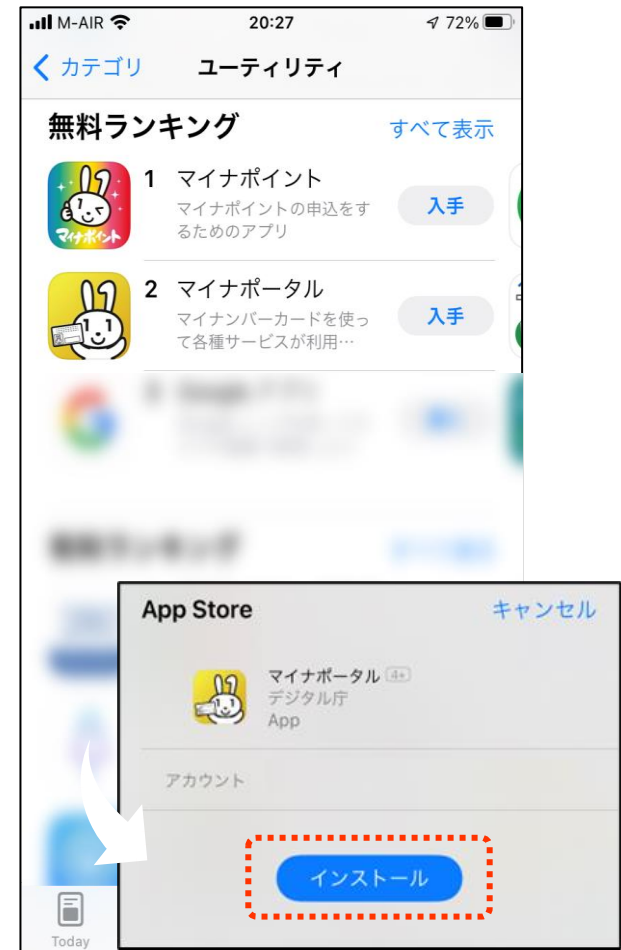 M-AIR 20:27 72%
カテゴリ ユーティリティ
無料ランキング すべて表示
1 マイナポイント
マイナポイントの申込をす
るためのアプリ
入手
マイナポイント
2 マイナポータル
マイナンバーカードを使っ
て各種サービスが利用…
入手
App Store キャンセル
マイナポータル 4+
デジタル庁
App
アカウント
インストール
Today